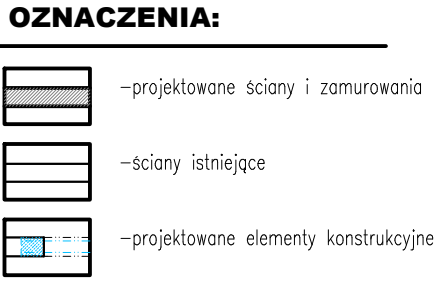 OZNACZENIA:
-projektowane ściany i zamurowania
-ściany istniejące
-projektowane elementy konstrukcyjne